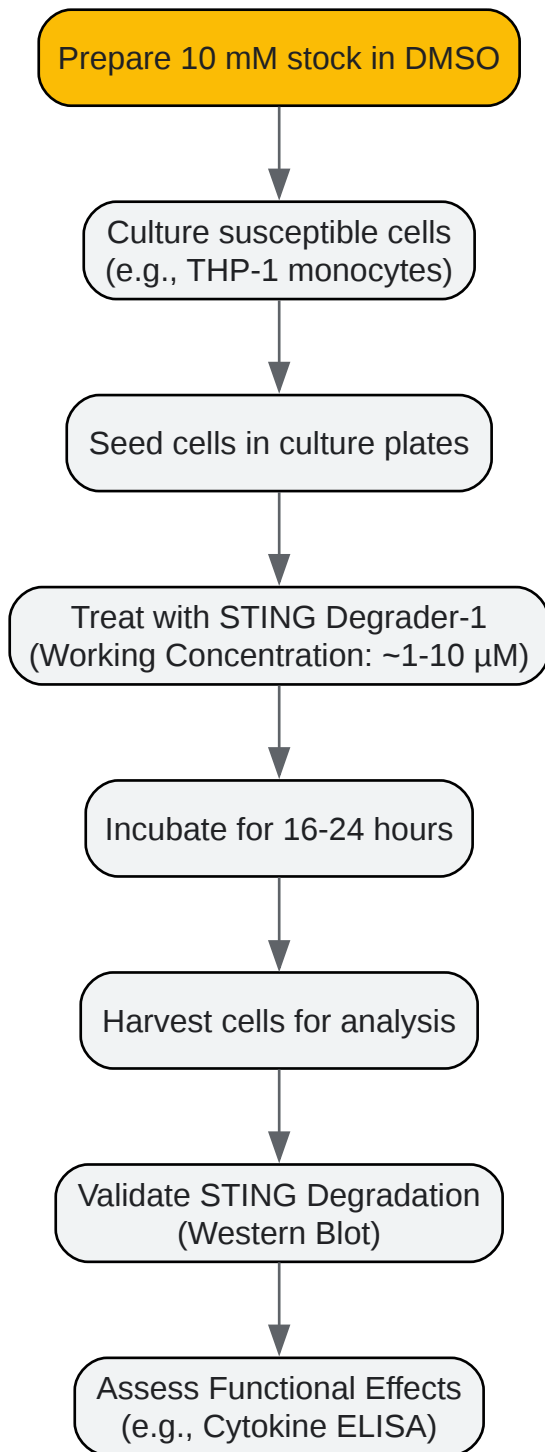 Prepare 10 mM stock in DMSO
Culture susceptible cells
(e.g., THP-1 monocytes)
Seed cells in culture plates
Treat with STING Degrader-1
(Working Concentration: ~1-10 µM)
Incubate for 16-24 hours
Harvest cells for analysis
Validate STING Degradation
(Western Blot)
Assess Functional Effects
(e.g., Cytokine ELISA)